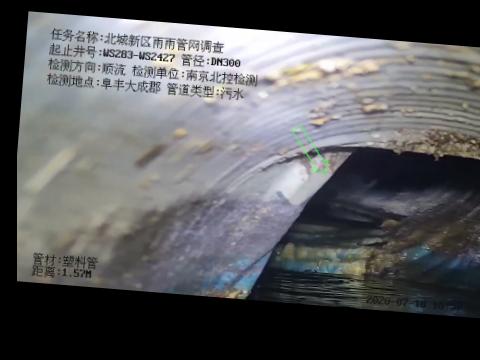 任务名称:北城新区雨雨管网调查
起止井号:WS283-WS2427 管径:DN300
检测方向:顺流 检测单位:南京北控检测
检测地点:阜丰大成郡 管道类型:污水
管材:塑料管
距离:1.57M
2020-07-18